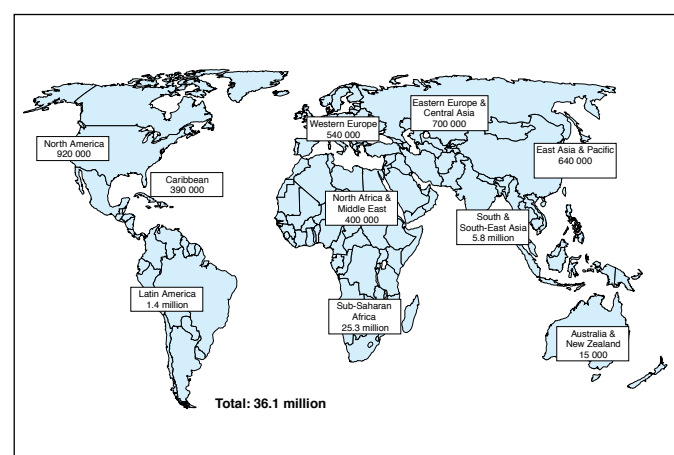 North America
920 000
Caribbean
390 000
Latin America
1.4 million
Western Europe
540 000
North Africa &
Middle East
400 000
Sub-Saharan
Africa
25.3 million
Eastern Europe &
Central Asia
700 000
East Asia & Pacific
640 000
South &
South-East Asia
5.8 million
Australia &
New Zealand
15 000
Total: 36.1 million